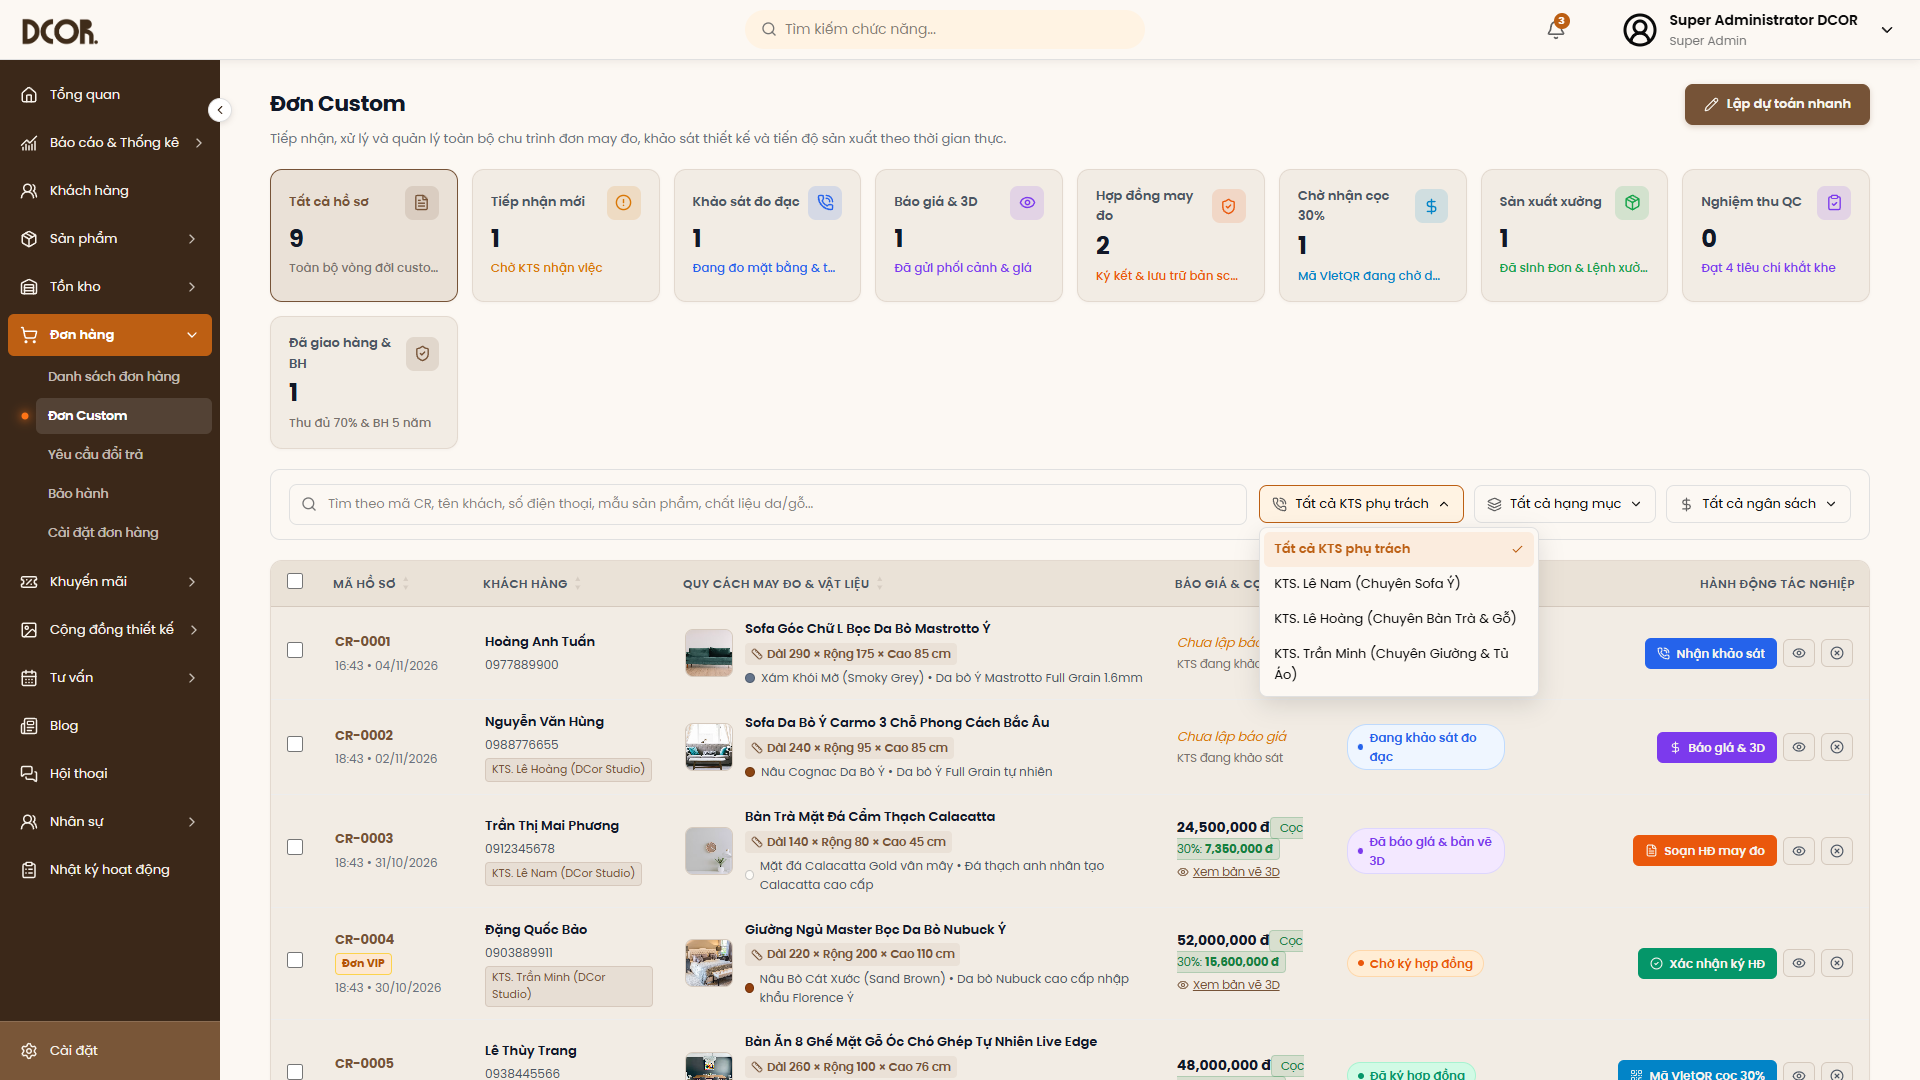 DCOR.
Tìm kiếm chức năng...
3
Super Administrator DCOR
Super Admin
Tổng quan
Báo cáo & Thống kê
Khách hàng
Sản phẩm
Tồn kho
Đơn hàng
Danh sách đơn hàng
Đơn Custom
Yêu cầu đổi trả
Bảo hành
Cài đặt đơn hàng
Khuyến mãi
Cộng đồng thiết kế
Tư vấn
Blog
Hội thoại
Nhân sự
Nhật ký hoạt động
Cài đặt
Đơn Custom
Tiếp nhận, xử lý và quản lý toàn bộ chu trình đơn may đo, khảo sát thiết kế và tiến độ sản xuất theo thời gian thực.
Lập dự toán nhanh
Tất cả hồ sơ
9
Toàn bộ vòng đời custo...
Tiếp nhận mới
1
Chờ KTS nhận việc
Khảo sát đo đạc
1
Đang đo mặt bằng & t...
Báo giá & 3D
1
Đã gửi phối cảnh & giá
Hợp đồng may
đo
2
Ký kết & lưu trữ bản sc...
Chờ nhận cọc
30%
1
Mã VietQR đang chờ d...
Sản xuất xưởng
1
Đã sinh Đơn & Lệnh xưở...
Nghiệm thu QC
0
Đạt 4 tiêu chí khắt khe
Đã giao hàng &
BH
1
Thu đủ 70% & BH 5 năm
Tìm theo mã CR, tên khách, số điện thoại, mẫu sản phẩm, chất liệu da/gỗ...
Tất cả KTS phụ trách
Tất cả hạng mục
Tất cả ngân sách
Tất cả KTS phụ trách
KTS. Lê Nam (Chuyên Sofa Ý)
KTS. Lê Hoàng (Chuyên Bàn Trà & Gỗ)
KTS. Trần Minh (Chuyên Giường & Tủ
Áo)
MÃ HỒ SƠ
KHÁCH HÀNG
QUY CÁCH MAY ĐO & VẬT LIỆU
BÁO GIÁ & CỌ
HÀNH ĐỘNG TÁC NGHIỆP
CR-0001
16:43 • 04/11/2026
Hoàng Anh Tuấn
0977889900
Sofa Góc Chữ L Bọc Da Bò Mastrotto Ý
Dài 290 × Rộng 175 × Cao 85 cm
Xám Khói Mờ (Smoky Grey) • Da bò Ý Mastrotto Full Grain 1.6mm
Chưa lập báo
KTS đang khảo
Nhận khảo sát
CR-0002
18:43 • 02/11/2026
Nguyễn Văn Hùng
0988776655
KTS. Lê Hoàng (DCor Studio)
Sofa Da Bò Ý Carmo 3 Chỗ Phong Cách Bắc Âu
Dài 240 × Rộng 95 × Cao 85 cm
Nâu Cognac Da Bò Ý • Da bò Ý Full Grain tự nhiên
Chưa lập báo giá
KTS đang khảo sát
Đang khảo sát đo
đạc
Báo giá & 3D
CR-0003
18:43 • 31/10/2026
Trần Thị Mai Phương
0912345678
KTS. Lê Nam (DCor Studio)
Bàn Trà Mặt Đá Cẩm Thạch Calacatta
Dài 140 × Rộng 80 × Cao 45 cm
Mặt đá Calacatta Gold vân mây • Đá thạch anh nhân tạo
Calacatta cao cấp
24,500,000 đ Cọc
30%: 7,350,000 đ
Xem bản vẽ 3D
Đã báo giá & bản vẽ
3D
Soạn HĐ may đo
CR-0004
Đơn VIP
18:43 • 30/10/2026
Đặng Quốc Bảo
0903889911
KTS. Trần Minh (DCor
Studio)
Giường Ngủ Master Bọc Da Bò Nubuck Ý
Dài 220 × Rộng 200 × Cao 110 cm
Nâu Bò Cát Xước (Sand Brown) • Da bò Nubuck cao cấp nhập
khẩu Florence Ý
52,000,000 đ Cọc
30%: 15,600,000 đ
Xem bản vẽ 3D
Chờ ký hợp đồng
Xác nhận ký HĐ
CR-0005
Lê Thùy Trang
0938445566
Bàn Ăn 8 Ghế Mặt Gỗ Óc Chó Ghép Tự Nhiên Live Edge
Dài 260 × Rộng 100 × Cao 76 cm
48,000,000 đ Cọc
Đã ký hợp đồng
Mã VietQR cọc 30%